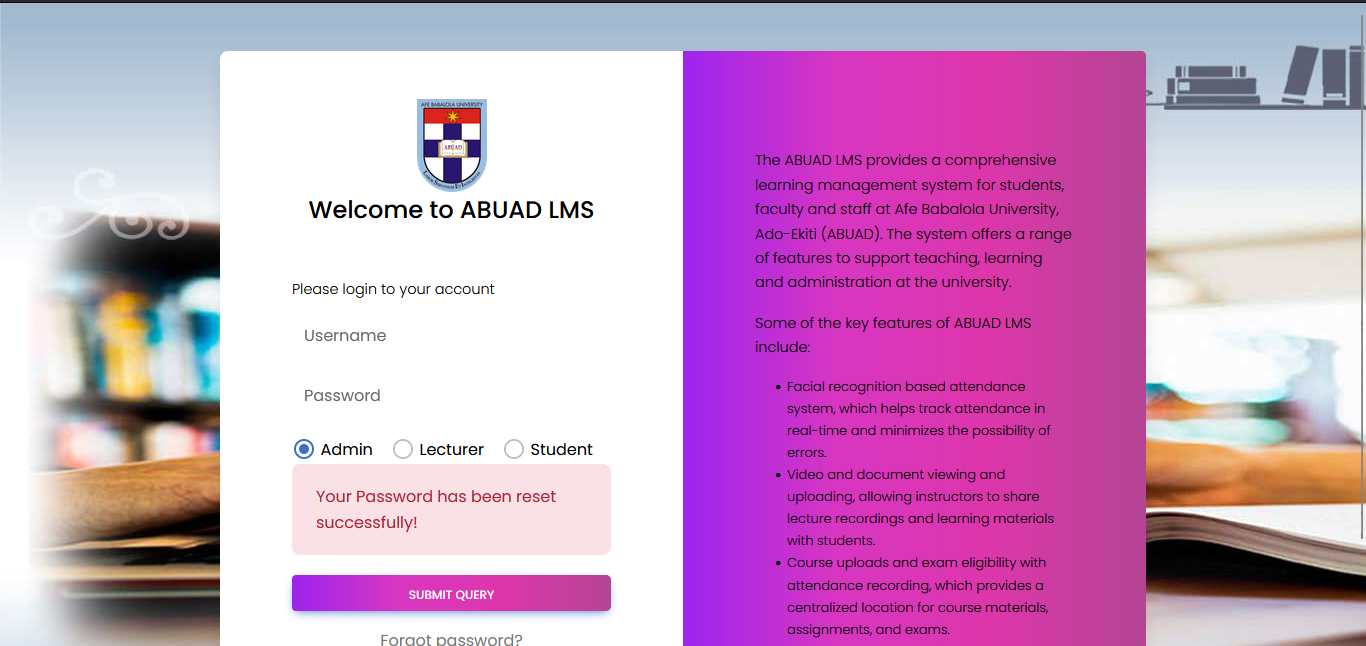 AFE BABALOLA UNIVERSITY
ABUAD
Welcome to ABUAD LMS
Please login to your account
Username
Password
Admin
Lecturer
Student
Your Password has been reset
successfully!
SUBMIT QUERY
Forgot password?
The ABUAD LMS provides a comprehensive
learning management system for students,
faculty and staff at Afe Babalola University,
Ado-Ekiti (ABUAD). The system offers a range
of features to support teaching, learning
and administration at the university.
Some of the key features of ABUAD LMS
include:
Facial recognition based attendance
system, which helps track attendance in
real-time and minimizes the possibility of
errors.
Video and document viewing and
uploading, allowing instructors to share
lecture recordings and learning materials
with students.
Course uploads and exam eligibility with
attendance recording, which provides a
centralized location for course materials,
assignments, and exams.